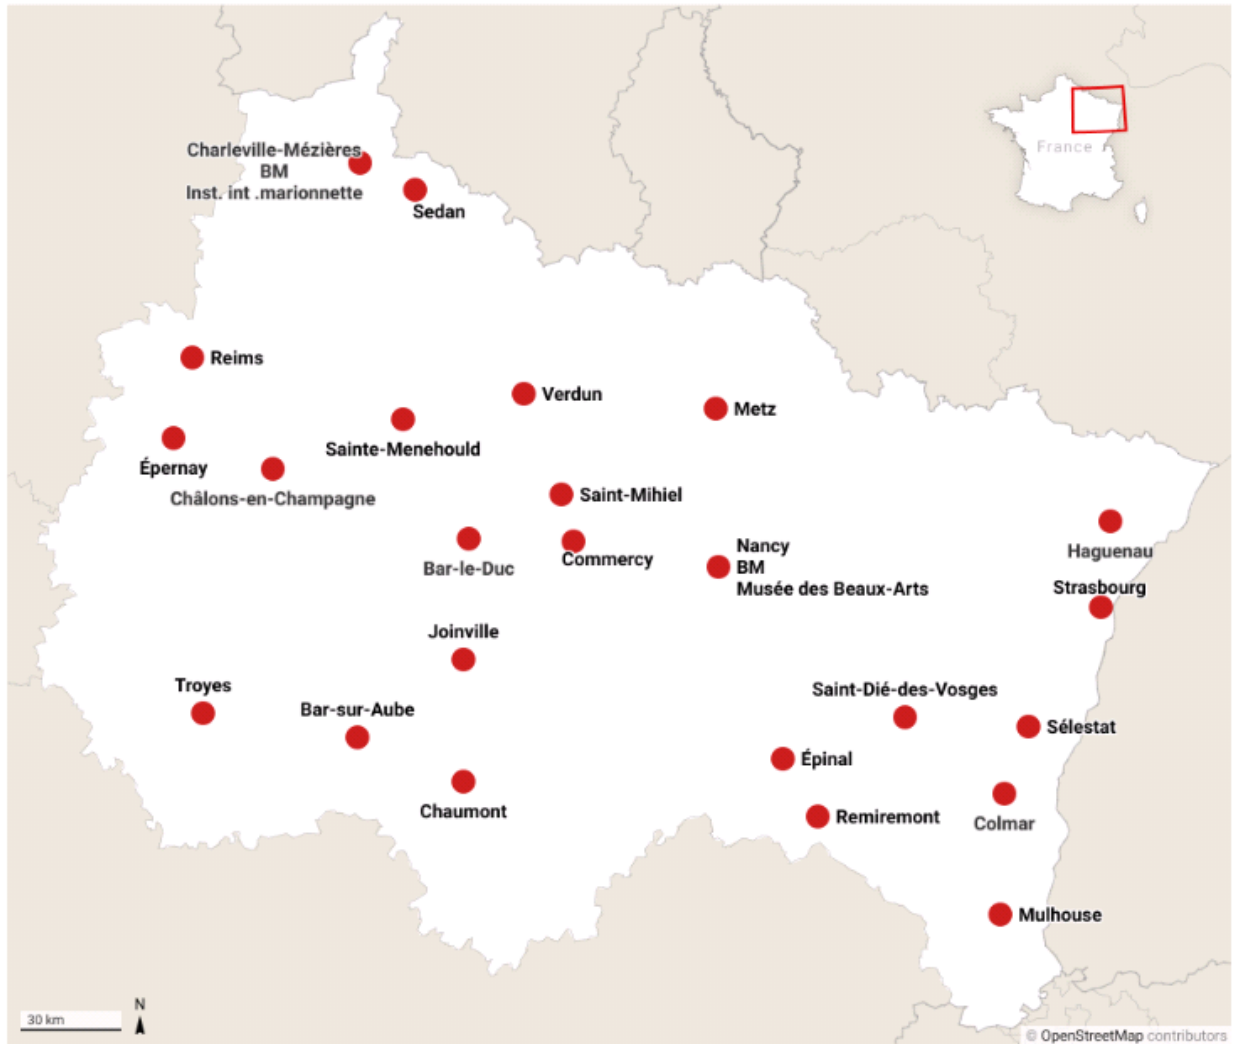 Charleville-Mézières
BM
Inst. int .marionnette
Sedan
France
Reims
Verdun
Metz
Sainte-Menehould
Épernay
Châlons-en-Champagne
Saint-Mihiel
Haguenau
Bar-le-Duc
Commercy
Nancy
BM
Musée des Beaux-Arts
Strasbourg
Joinville
Troyes
Bar-sur-Aube
Saint-Dié-des-Vosges
Sélestat
Épinal
Chaumont
Remiremont
Colmar
Mulhouse
N
30 km
© OpenStreetMap contributors